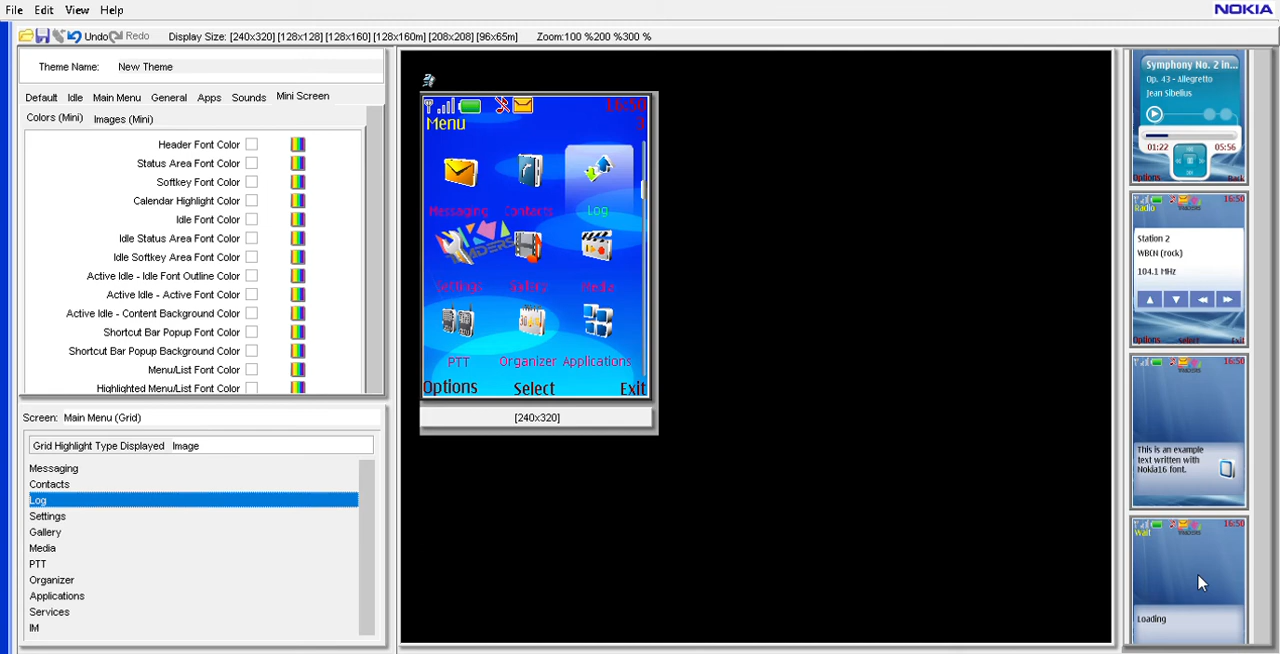 File Edit View Help
NOKIA
Undo Redo Display Size: [240x320] [128x128] [128x160] [128x160m] [208x208] [96x65m] Zoom:100 %200 %300 %
Theme Name: New Theme
Default Idle Main Menu General Apps Sounds Mini Screen
Colors (Mini) Images (Mini)
Header Font Color
Status Area Font Color
Softkey Font Color
Calendar Highlight Color
Idle Font Color
Idle Status Area Font Color
Idle Softkey Area Font Color
Active Idle - Idle Font Outline Color
Active Idle - Active Font Color
Active Idle - Content Background Color
Shortcut Bar Popup Font Color
Shortcut Bar Popup Background Color
Menu/List Font Color
Highlighted Menu/List Font Color
Screen: Main Menu (Grid)
Grid Highlight Type Displayed Image
Messaging
Contacts
Log
Settings
Gallery
Media
PTT
Organizer
Applications
Services
IM
16:50
Menu
Messaging Contacts Log
Settings Gallery Media
PTT Organizer Applications
Options Select Exit
[240x320]
Symphony No. 2 in...
Op. 43 - Allegretto
Jean Sibelius
01:22 05:56
Options Back
16:50
Radio
Station 2
WBCN (rock)
104.1 MHz
Options Select Exit
16:50
This is an example
text written with
Nokia16 font.
16:50
Wait
Loading